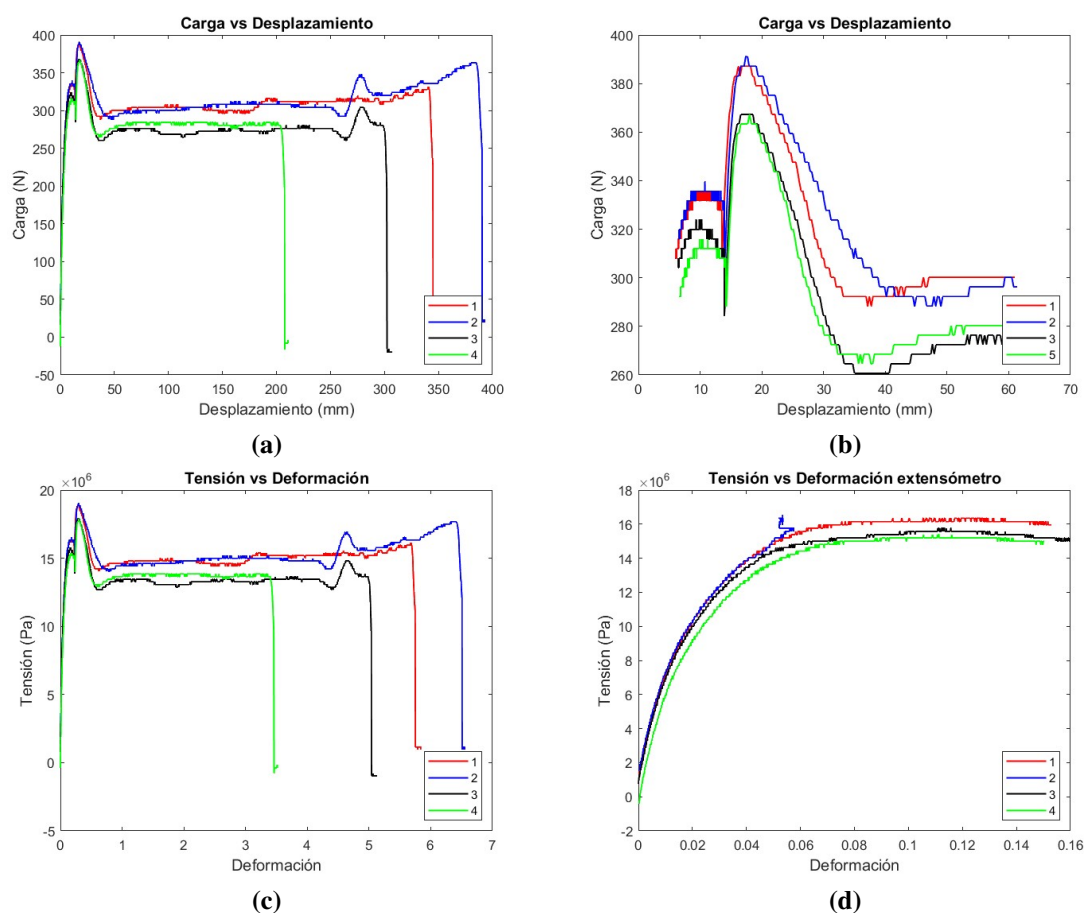 Carga vs Desplazamiento
400
350
300
250
200
150
100
50
0
-50
Carga (N)
0 50 100 150 200 250 300 350 400
Desplazamiento (mm)
1
2
3
4
(a)
Carga vs Desplazamiento
400
380
360
340
320
300
280
260
Carga (N)
0 10 20 30 40 50 60 70
Desplazamiento (mm)
1
2
3
5
(b)
Tensión vs Deformación
×10⁶
20
15
10
5
0
-5
Tensión (Pa)
0 1 2 3 4 5 6 7
Deformación
1
2
3
4
(c)
Tensión vs Deformación extensómetro
×10⁶
18
16
14
12
10
8
6
4
2
0
-2
Tensión (Pa)
0 0.02 0.04 0.06 0.08 0.1 0.12 0.14 0.16
Deformación
1
2
3
4
(d)